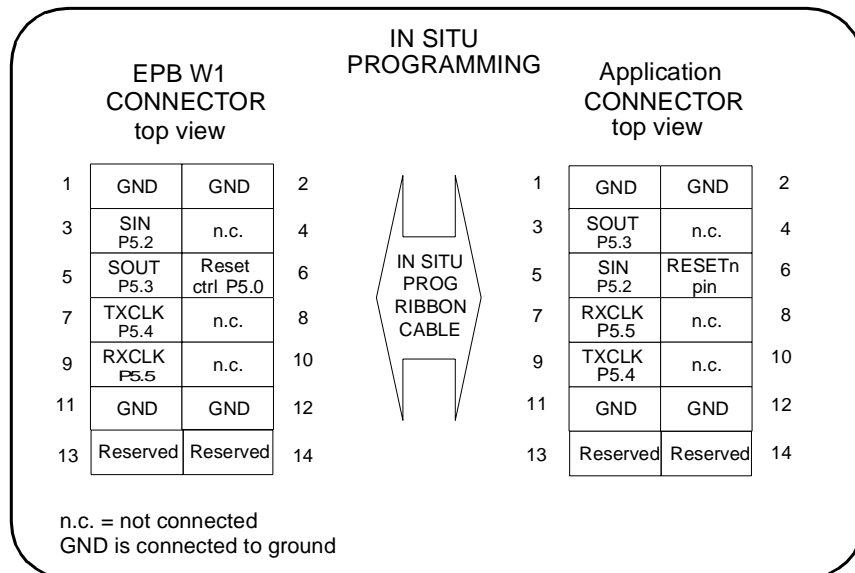 IN SITU
PROGRAMMING
EPB W1
CONNECTOR
top view
1 GND GND 2
3 SIN P5.2 n.c. 4
5 SOUT P5.3 Reset ctrl P5.0 6
7 TXCLK P5.4 n.c. 8
9 RXCLK P5.5 n.c. 10
11 GND GND 12
13 Reserved Reserved 14
IN SITU
PROG
RIBBON
CABLE
Application
CONNECTOR
top view
1 GND GND 2
3 SOUT P5.3 n.c. 4
5 SIN P5.2 RESETn pin 6
7 RXCLK P5.5 n.c. 8
9 TXCLK P5.4 n.c. 10
11 GND GND 12
13 Reserved Reserved 14
n.c. = not connected
GND is connected to ground